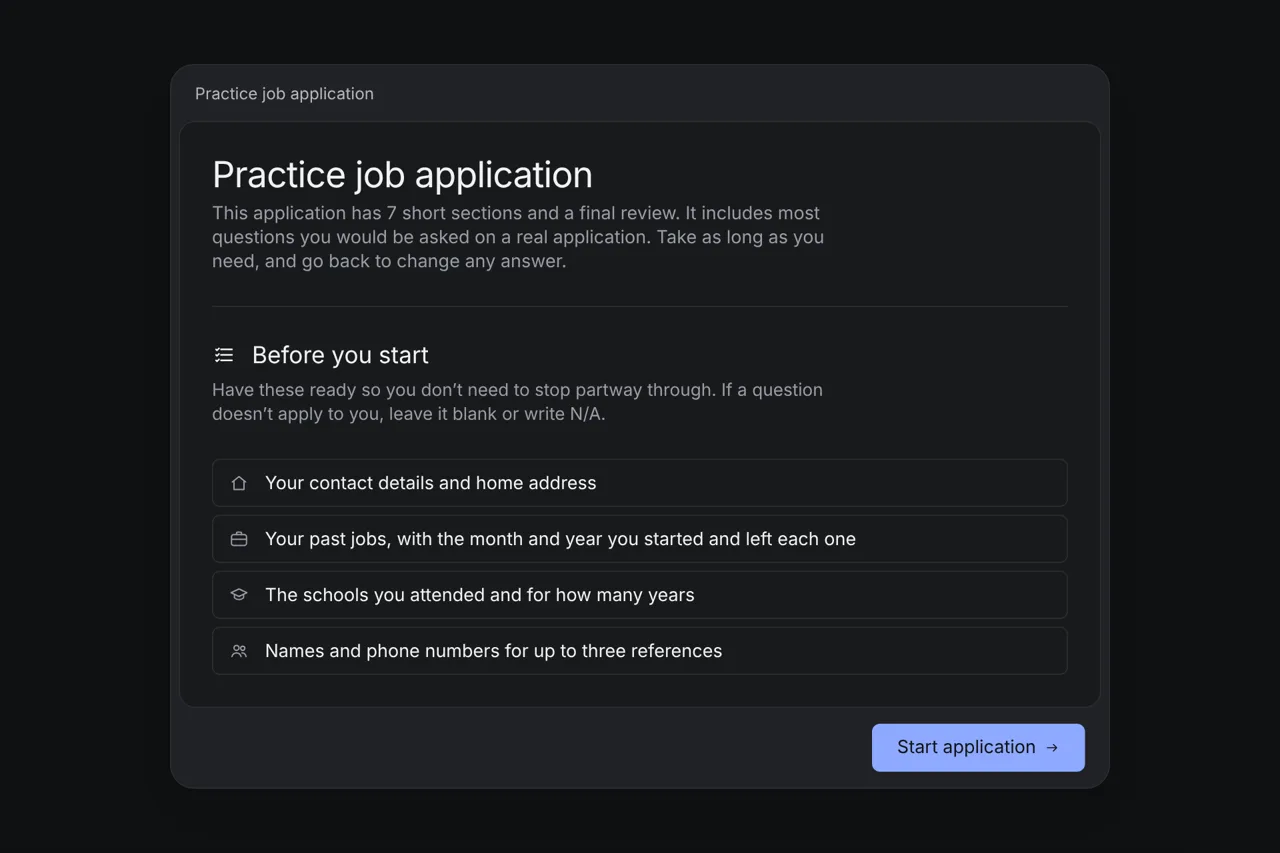 Practice job application
Practice job application
This application has 7 short sections and a final review. It includes most
questions you would be asked on a real application. Take as long as you
need, and go back to change any answer.
Before you start
Have these ready so you don’t need to stop partway through. If a question
doesn’t apply to you, leave it blank or write N/A.
Your contact details and home address
Your past jobs, with the month and year you started and left each one
The schools you attended and for how many years
Names and phone numbers for up to three references
Start application →